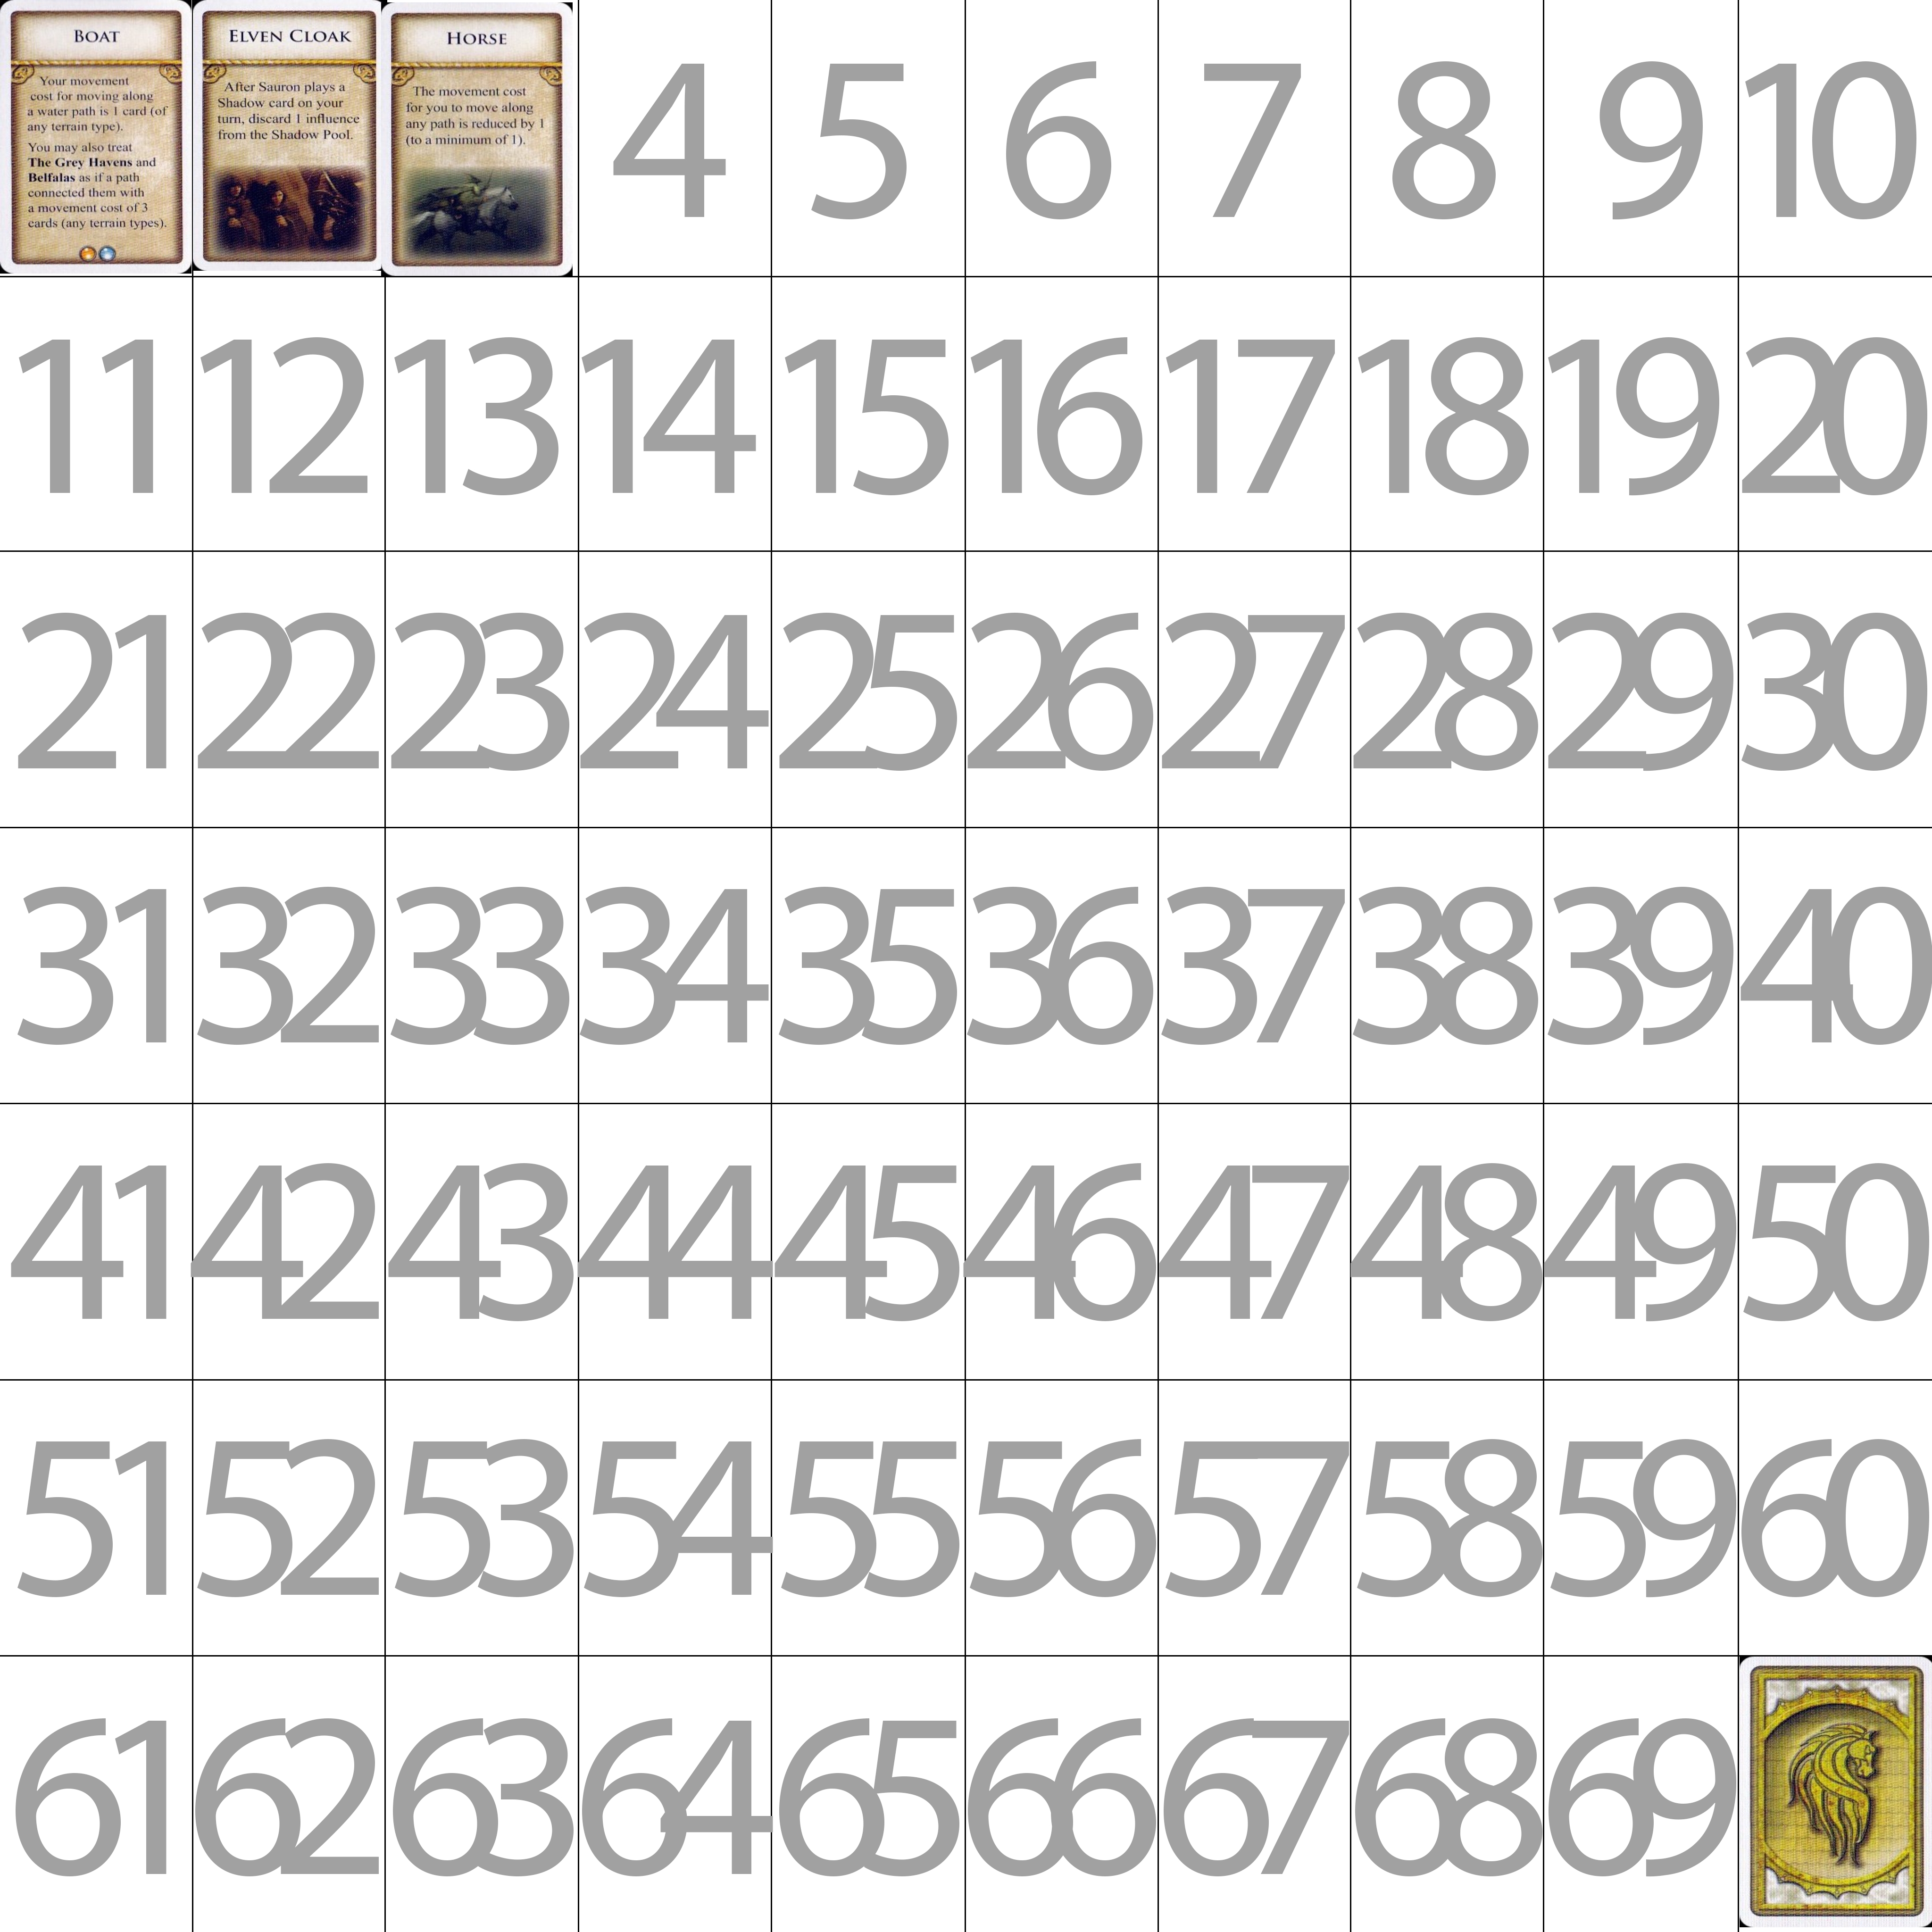 BOAT
Your movement
cost for moving along
a water path is 1 card (of
any terrain type).
You may also treat
The Grey Havens and
Belfalas as if a path
connected them with
a movement cost of 3
cards (any terrain types).
ELVEN CLOAK
After Sauron plays a
Shadow card on your
turn, discard 1 influence
from the Shadow Pool.
HORSE
The movement cost
for you to move along
any path is reduced by 1
(to a minimum of 1).
4 5 6 7 8 9 10
11 12 13 14 15 16 17 18 19 20
21 22 23 24 25 26 27 28 29 30
31 32 33 34 35 36 37 38 39 40
41 42 43 44 45 46 47 48 49 50
51 52 53 54 55 56 57 58 59 60
61 62 63 64 65 66 67 68 69